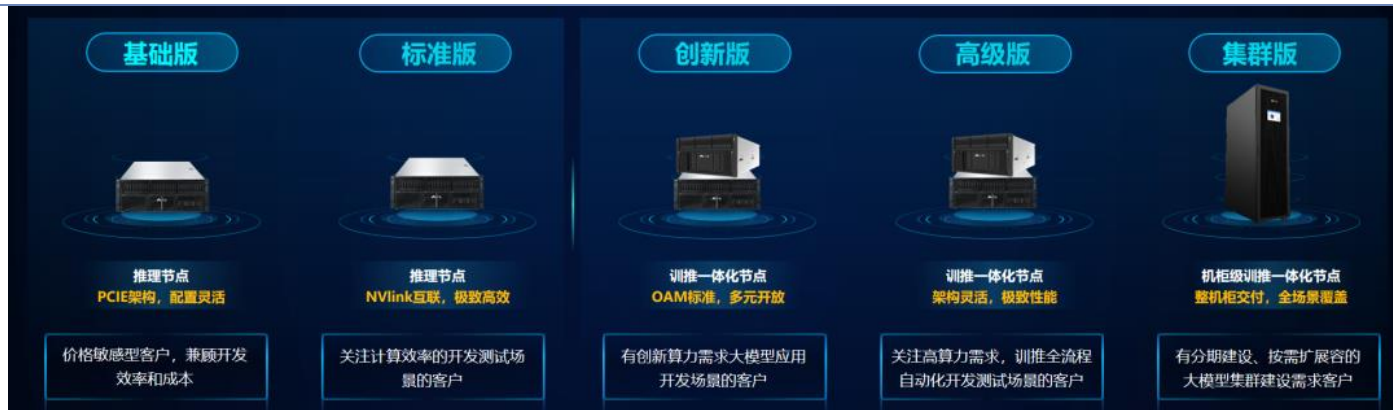 基础版
标准版
创新版
高级版
集群版
推理节点
PCIE架构，配置灵活
推理节点
NVlink互联，极致高效
训推一体化节点
OAM标准，多元开放
训推一体化节点
架构灵活，极致性能
机柜级训推一体化节点
整机柜交付，全场景覆盖
价格敏感型客户，兼顾开发
效率和成本
关注计算效率的开发测试场
景的客户
有创新算力需求大模型应用
开发场景的客户
关注高算力需求，训推全流程
自动化开发测试场景的客户
有分期建设、按需扩展容的
大模型集群建设需求客户